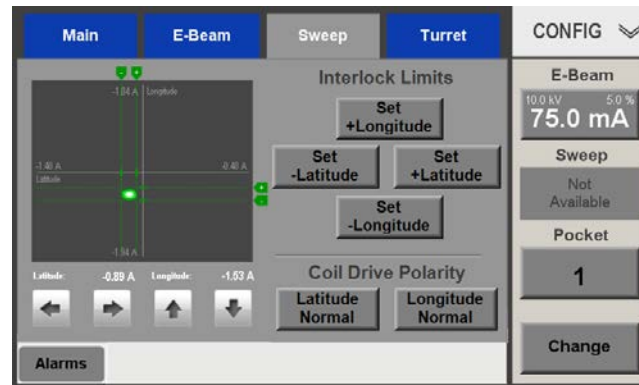 Main
E-Beam
Sweep
Turret
CONFIG
-1.04 A
Longitude
-1.40 A
-0.40 A
Latitude
-1.94 A
Latitude:
-0.89 A
Longitude:
-1.53 A
Interlock Limits
Set
+Longitude
Set
-Latitude
Set
+Latitude
Set
-Longitude
Coil Drive Polarity
Latitude
Normal
Longitude
Normal
E-Beam
10.0 kV 5.0 %
75.0 mA
Sweep
Not
Available
Pocket
1
Change
Alarms